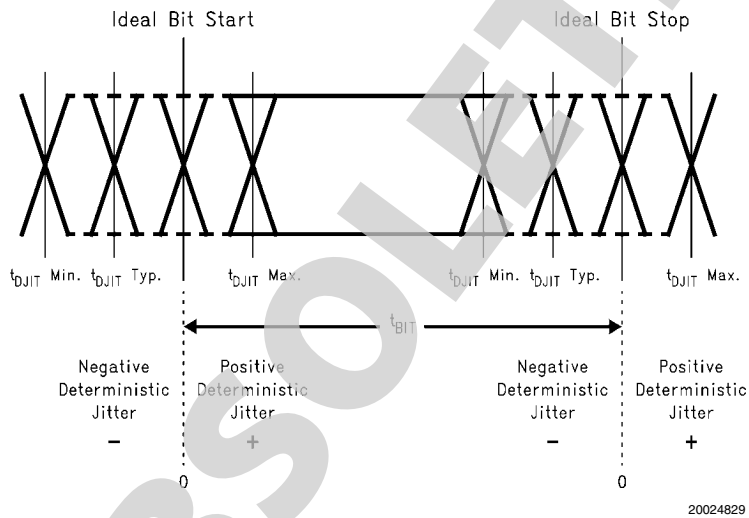 Ideal Bit Start
Ideal Bit Stop
tDJIT Min. tDJIT Typ. tDJIT Max. tDJIT Min. tDJIT Typ. tDJIT Max.
tBIT
Negative
Deterministic
Jitter
−
Positive
Deterministic
Jitter
+
Negative
Deterministic
Jitter
−
Positive
Deterministic
Jitter
+
0
0
20024829